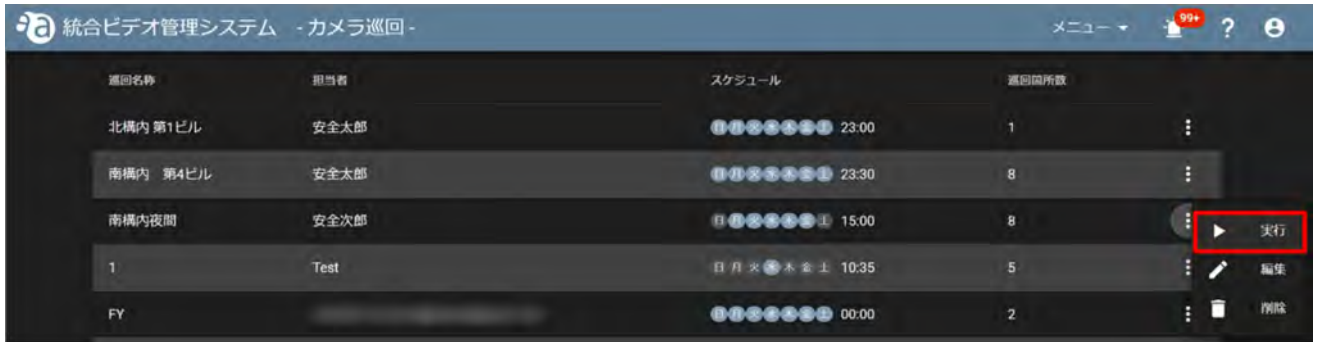 統合ビデオ管理システム - カメラ巡回 - メニュー 99+ ?
巡回名称 担当者 スケジュール 巡回箇所数
北構内 第1ビル 安全太郎 日月火水木金土 23:00 1
南構内 第4ビル 安全太郎 日月火水木金土 23:30 8
南構内夜間 安全次郎 日月火水木金土 15:00 8
実行
1 Test 日月火水木金土 10:35 5
編集
FY 日月火水木金土 00:00 2
削除